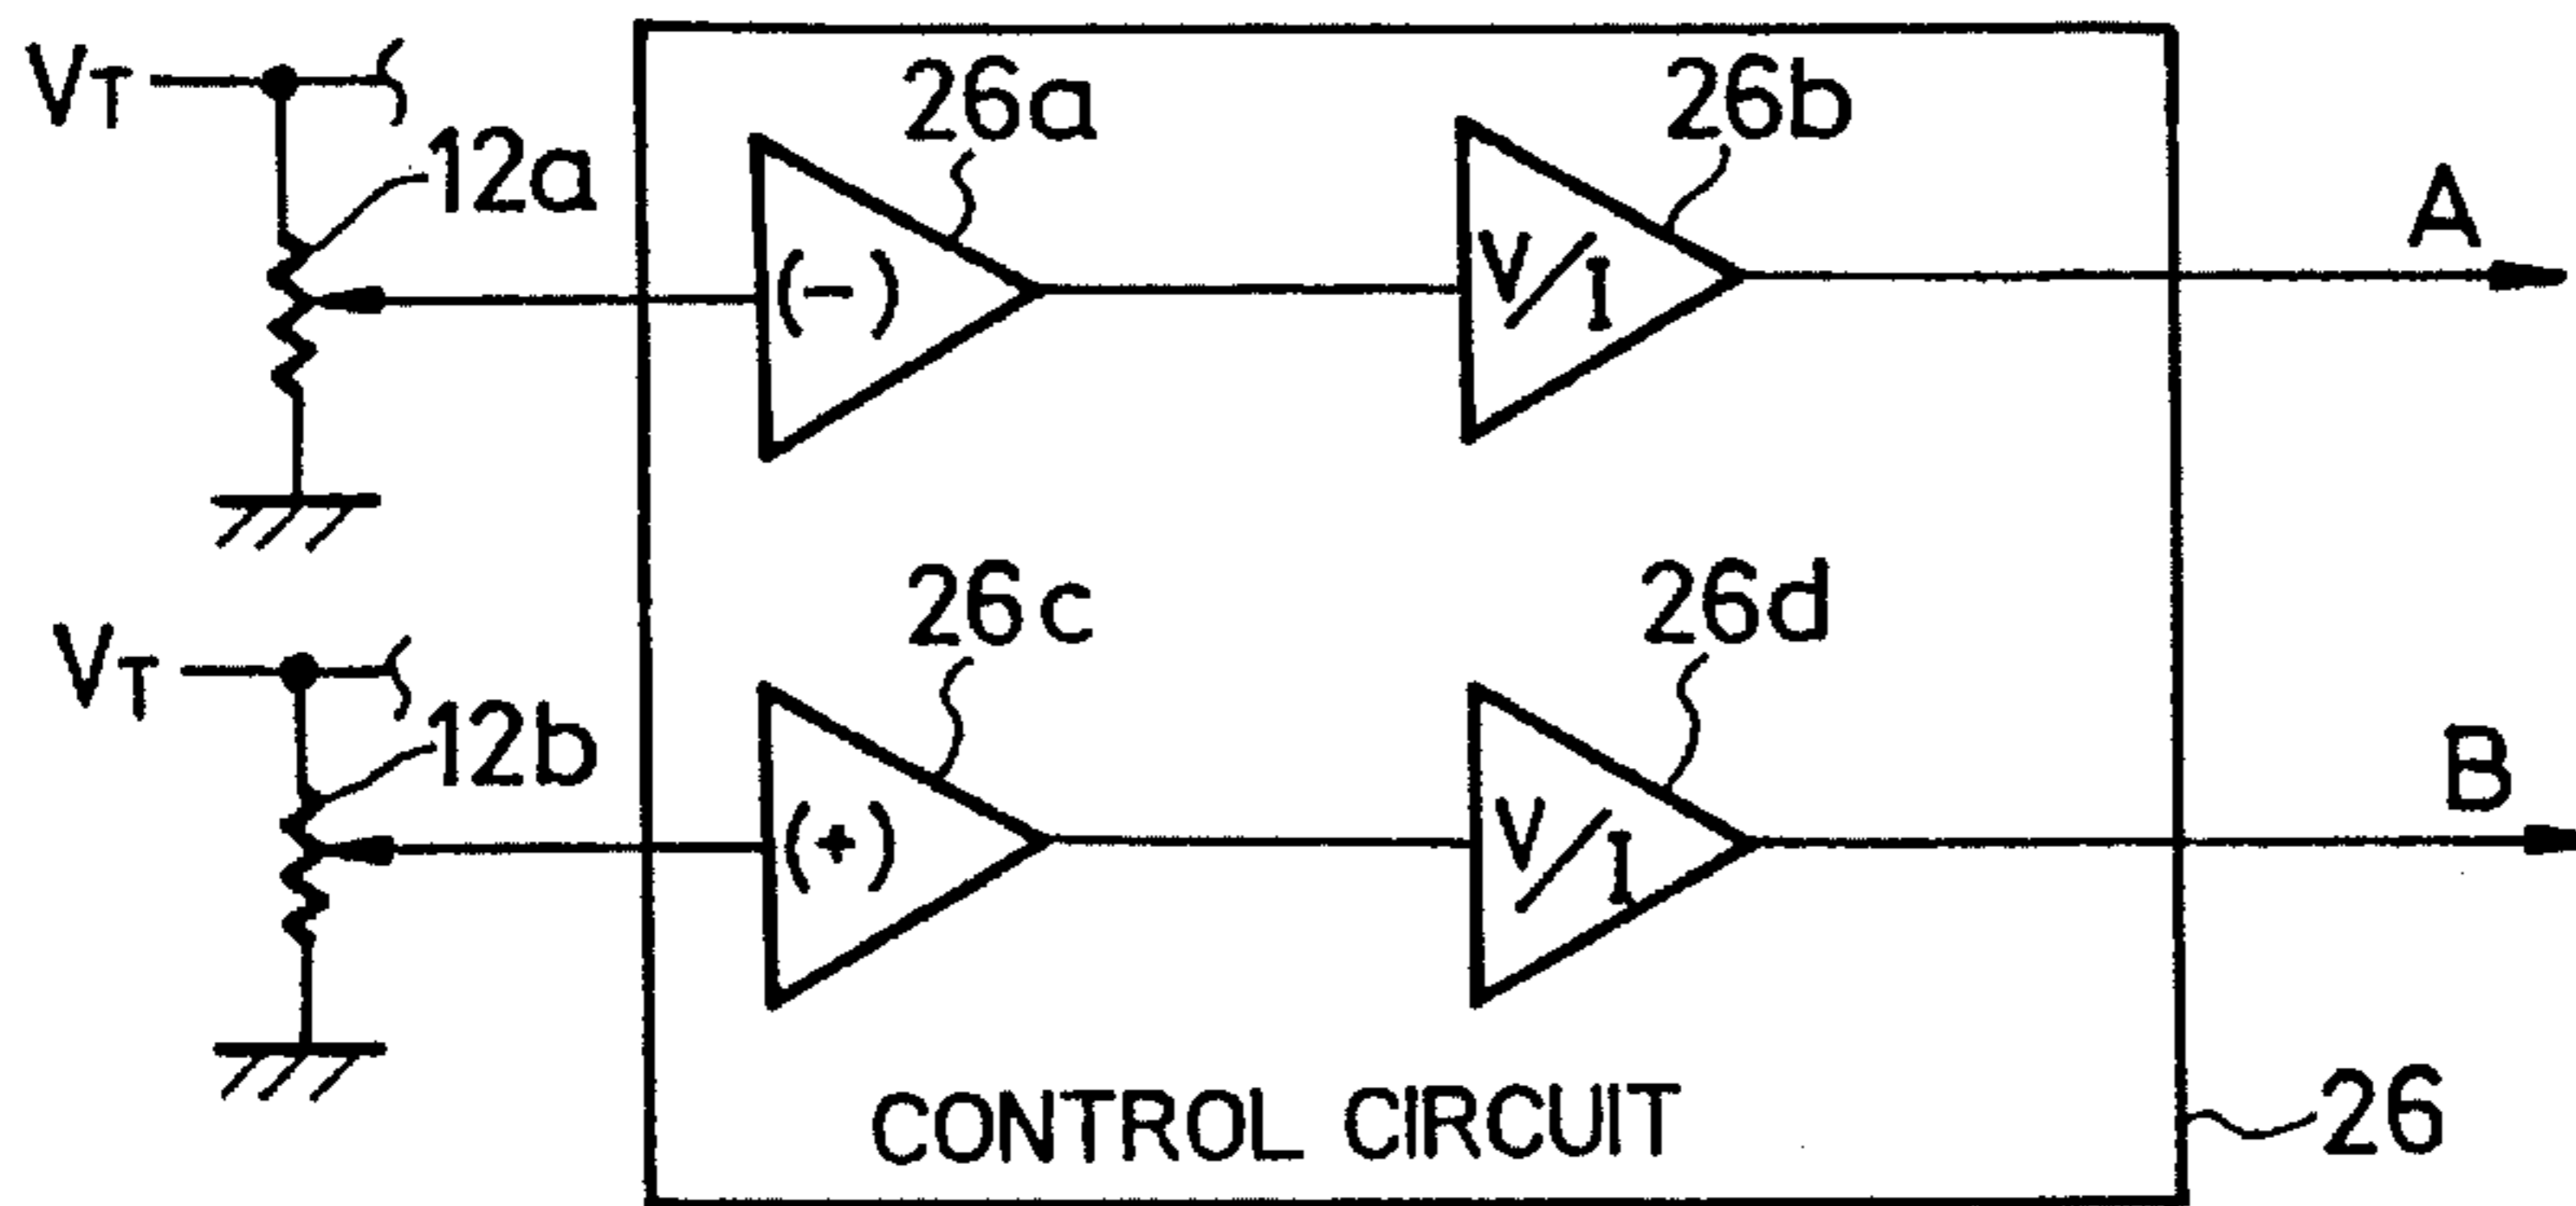 VT
12a
26a
26b
(-)
V/I
A
VT
12b
26c
26d
(+)
V/I
B
CONTROL CIRCUIT
26